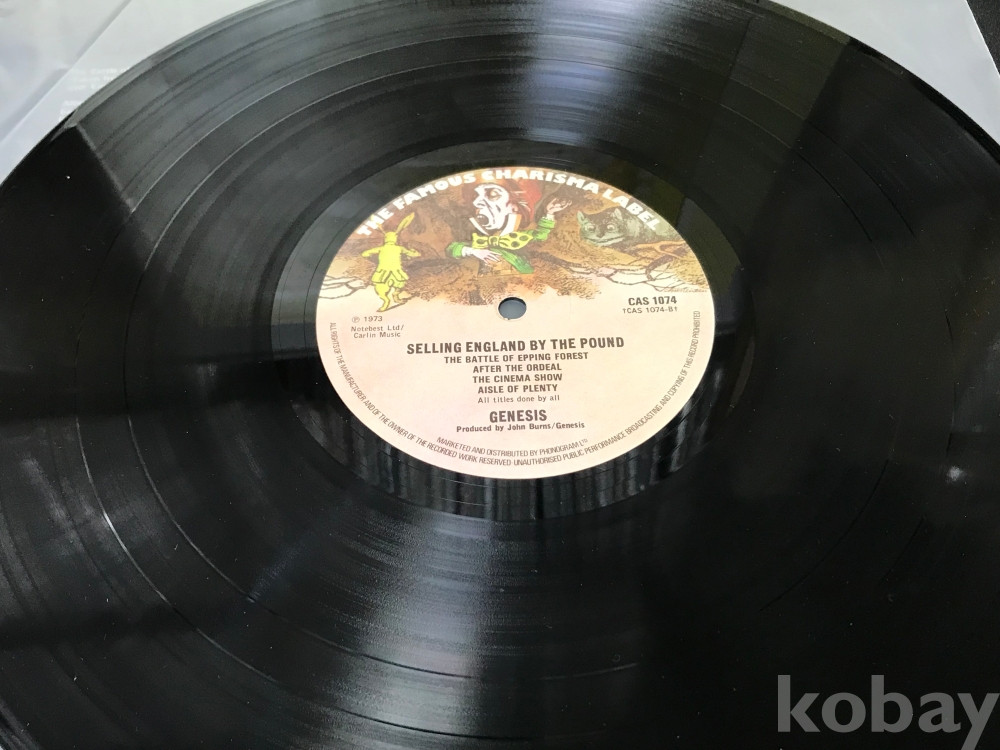 THE FAMOUS CHARISMA LABEL
CAS 1074
†CAS 1074-B†
℗ 1973
Notebest Ltd/
Carlin Music
SELLING ENGLAND BY THE POUND
THE BATTLE OF EPPING FOREST
AFTER THE ORDEAL
THE CINEMA SHOW
AISLE OF PLENTY
All titles done by all
GENESIS
Produced by John Burns/Genesis
MARKETED AND DISTRIBUTED BY PHONOGRAM LTD
ALL RIGHTS OF THE MANUFACTURER AND OF THE OWNER OF THE RECORDED WORK RESERVED·UNAUTHORISED PUBLIC PERFORMANCE BROADCASTING AND COPYING OF THIS RECORD PROHIBITED
kobay